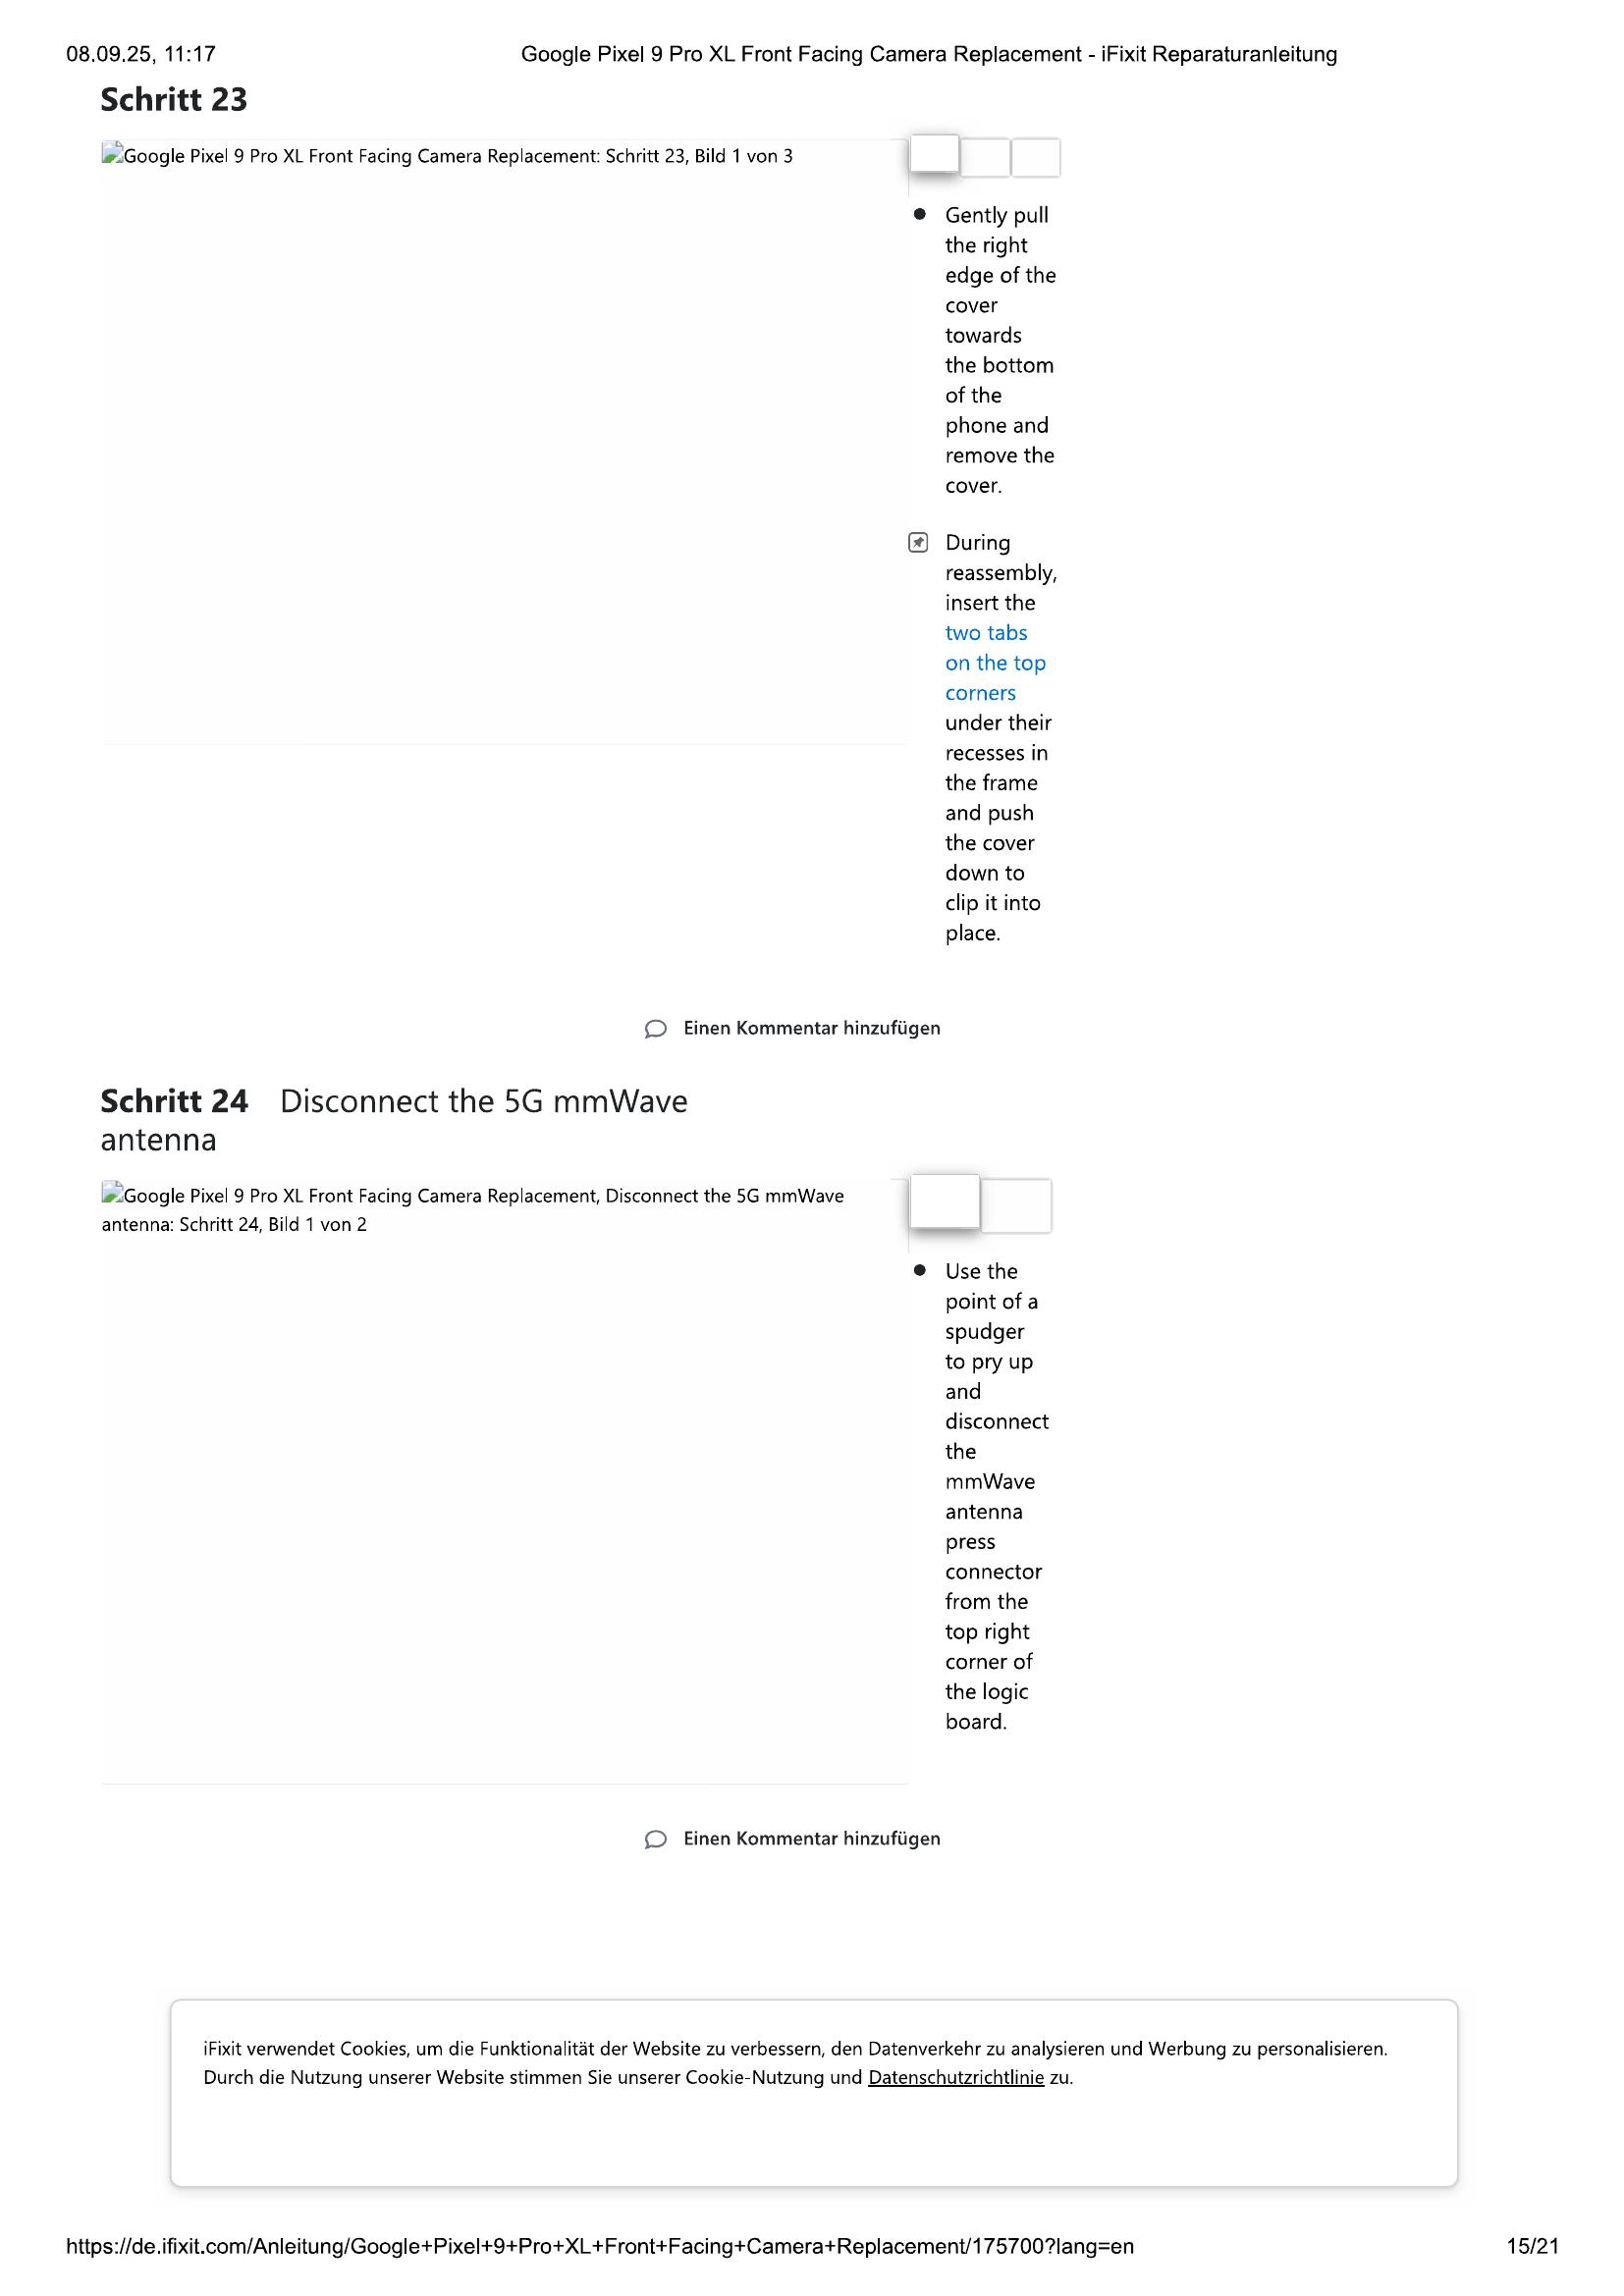 08.09.25, 11:17
Google Pixel 9 Pro XL Front Facing Camera Replacement - iFixit Reparaturanleitung
Schritt 23
Google Pixel 9 Pro XL Front Facing Camera Replacement: Schritt 23, Bild 1 von 3
Gently pull
the right
edge of the
cover
towards
the bottom
of the
phone and
remove the
cover.
During
reassembly,
insert the
two tabs
on the top
corners
under their
recesses in
the frame
and push
the cover
down to
clip it into
place.
Einen Kommentar hinzufügen
Schritt 24 Disconnect the 5G mmWave
antenna
Google Pixel 9 Pro XL Front Facing Camera Replacement, Disconnect the 5G mmWave
antenna: Schritt 24, Bild 1 von 2
Use the
point of a
spudger
to pry up
and
disconnect
the
mmWave
antenna
press
connector
from the
top right
corner of
the logic
board.
Einen Kommentar hinzufügen
iFixit verwendet Cookies, um die Funktionalität der Website zu verbessern, den Datenverkehr zu analysieren und Werbung zu personalisieren.
Durch die Nutzung unserer Website stimmen Sie unserer Cookie-Nutzung und Datenschutzrichtlinie zu.
https://de.ifixit.com/Anleitung/Google+Pixel+9+Pro+XL+Front+Facing+Camera+Replacement/175700?lang=en
15/21